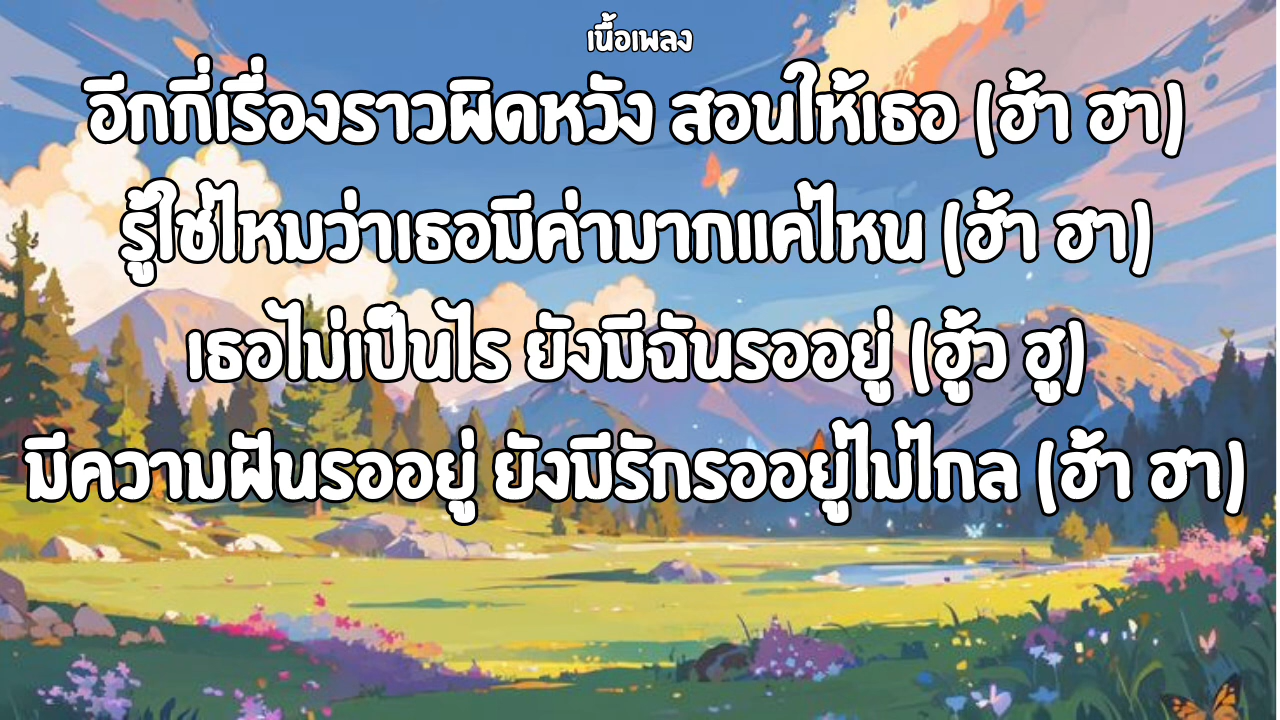 เนื้อเพลง
อีกกี่เรื่องราวผิดหวัง สอนให้เธอ (ฮ้า ฮา)
รู้ใช่ไหมว่าเธอมีค่ามากแค่ไหน (ฮ้า ฮา)
เธอไม่เป็นไร ยังมีฉันรออยู่ (ฮู้ว ฮู)
มีความฝันรออยู่ ยังมีรักรออยู่ไม่ไกล (ฮ้า ฮา)